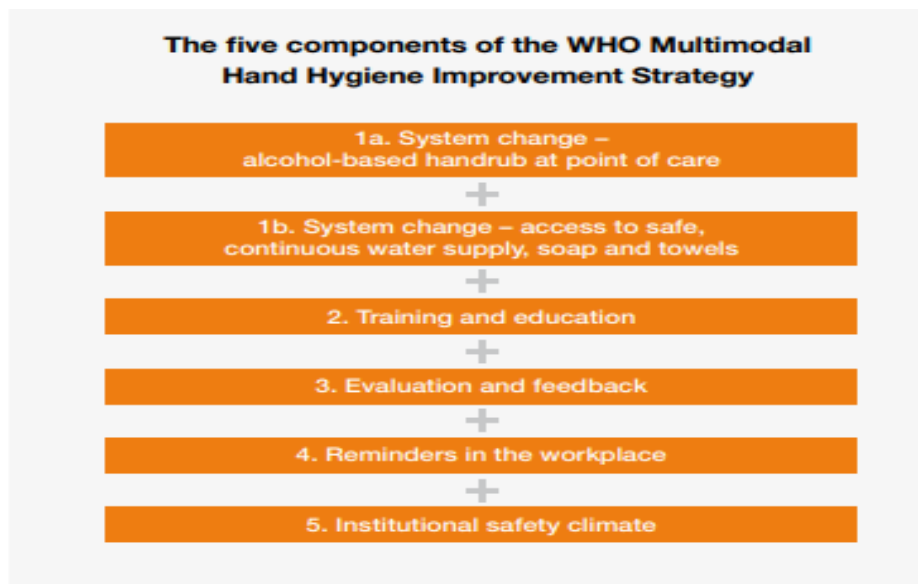 The five components of the WHO Multimodal
Hand Hygiene Improvement Strategy
1a. System change –
alcohol-based handrub at point of care
+
1b. System change – access to safe,
continuous water supply, soap and towels
+
2. Training and education
+
3. Evaluation and feedback
+
4. Reminders in the workplace
+
5. Institutional safety climate